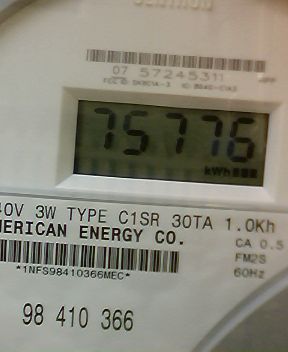 CENTRON
07 57245311
75776
kWh
40V 3W TYPE C1SR 30TA 1.0Kh
MERICAN ENERGY CO.
CA 0.5
*1NFS98410366MEC*
FM2S
60Hz
98 410 366